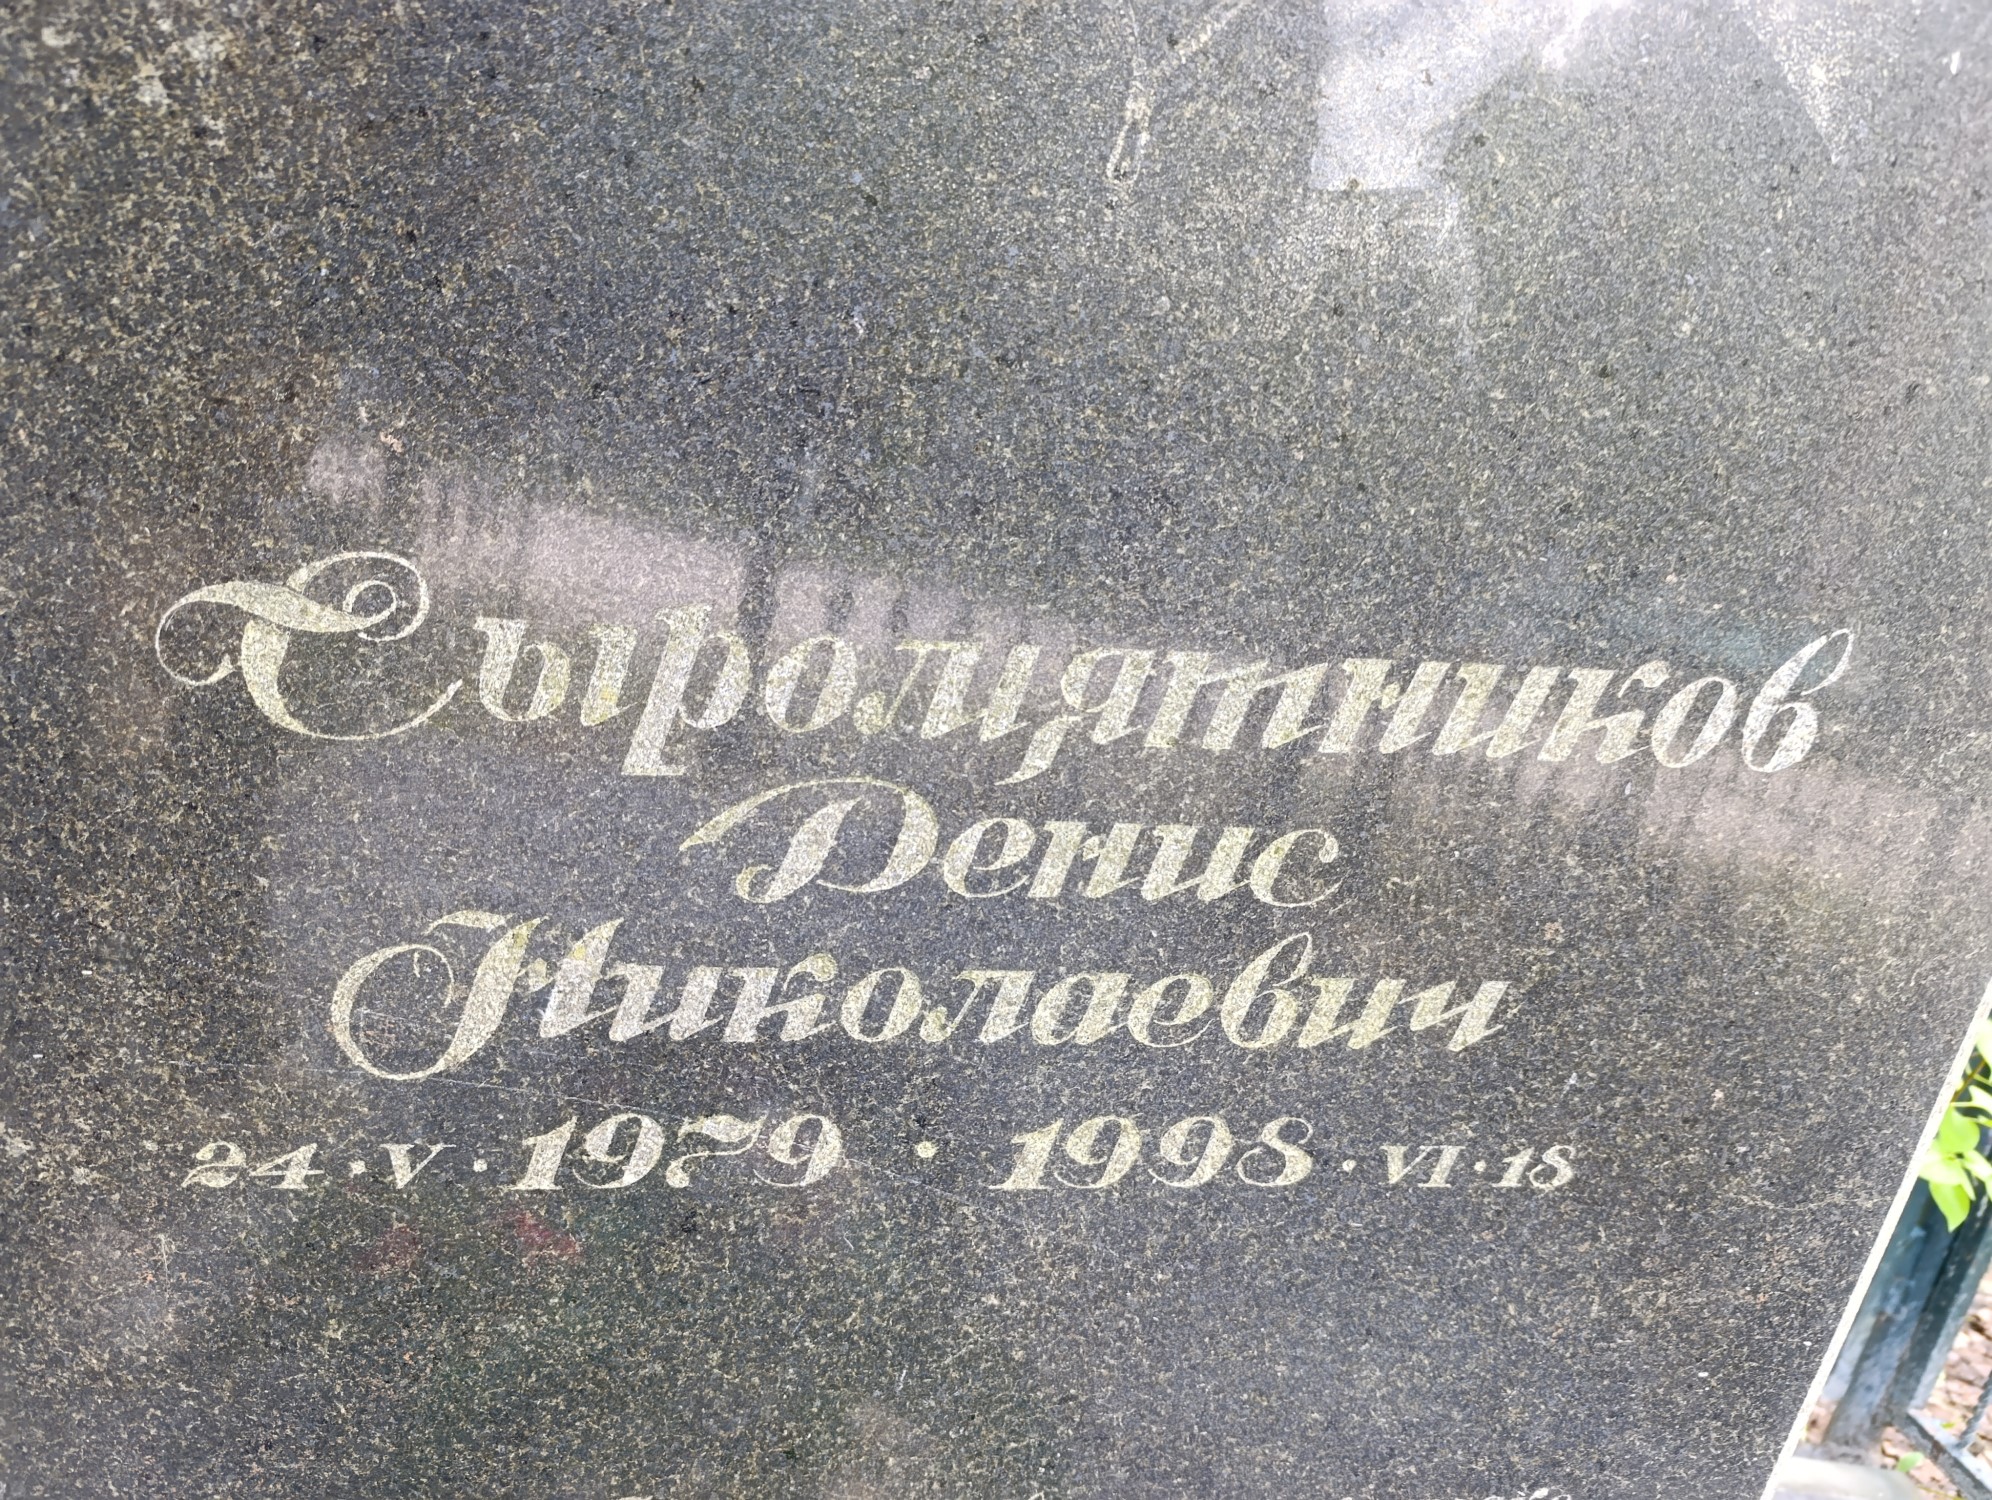 Сыромятников
Денис
Николаевич
24·V·1979 · 1998·VI·18